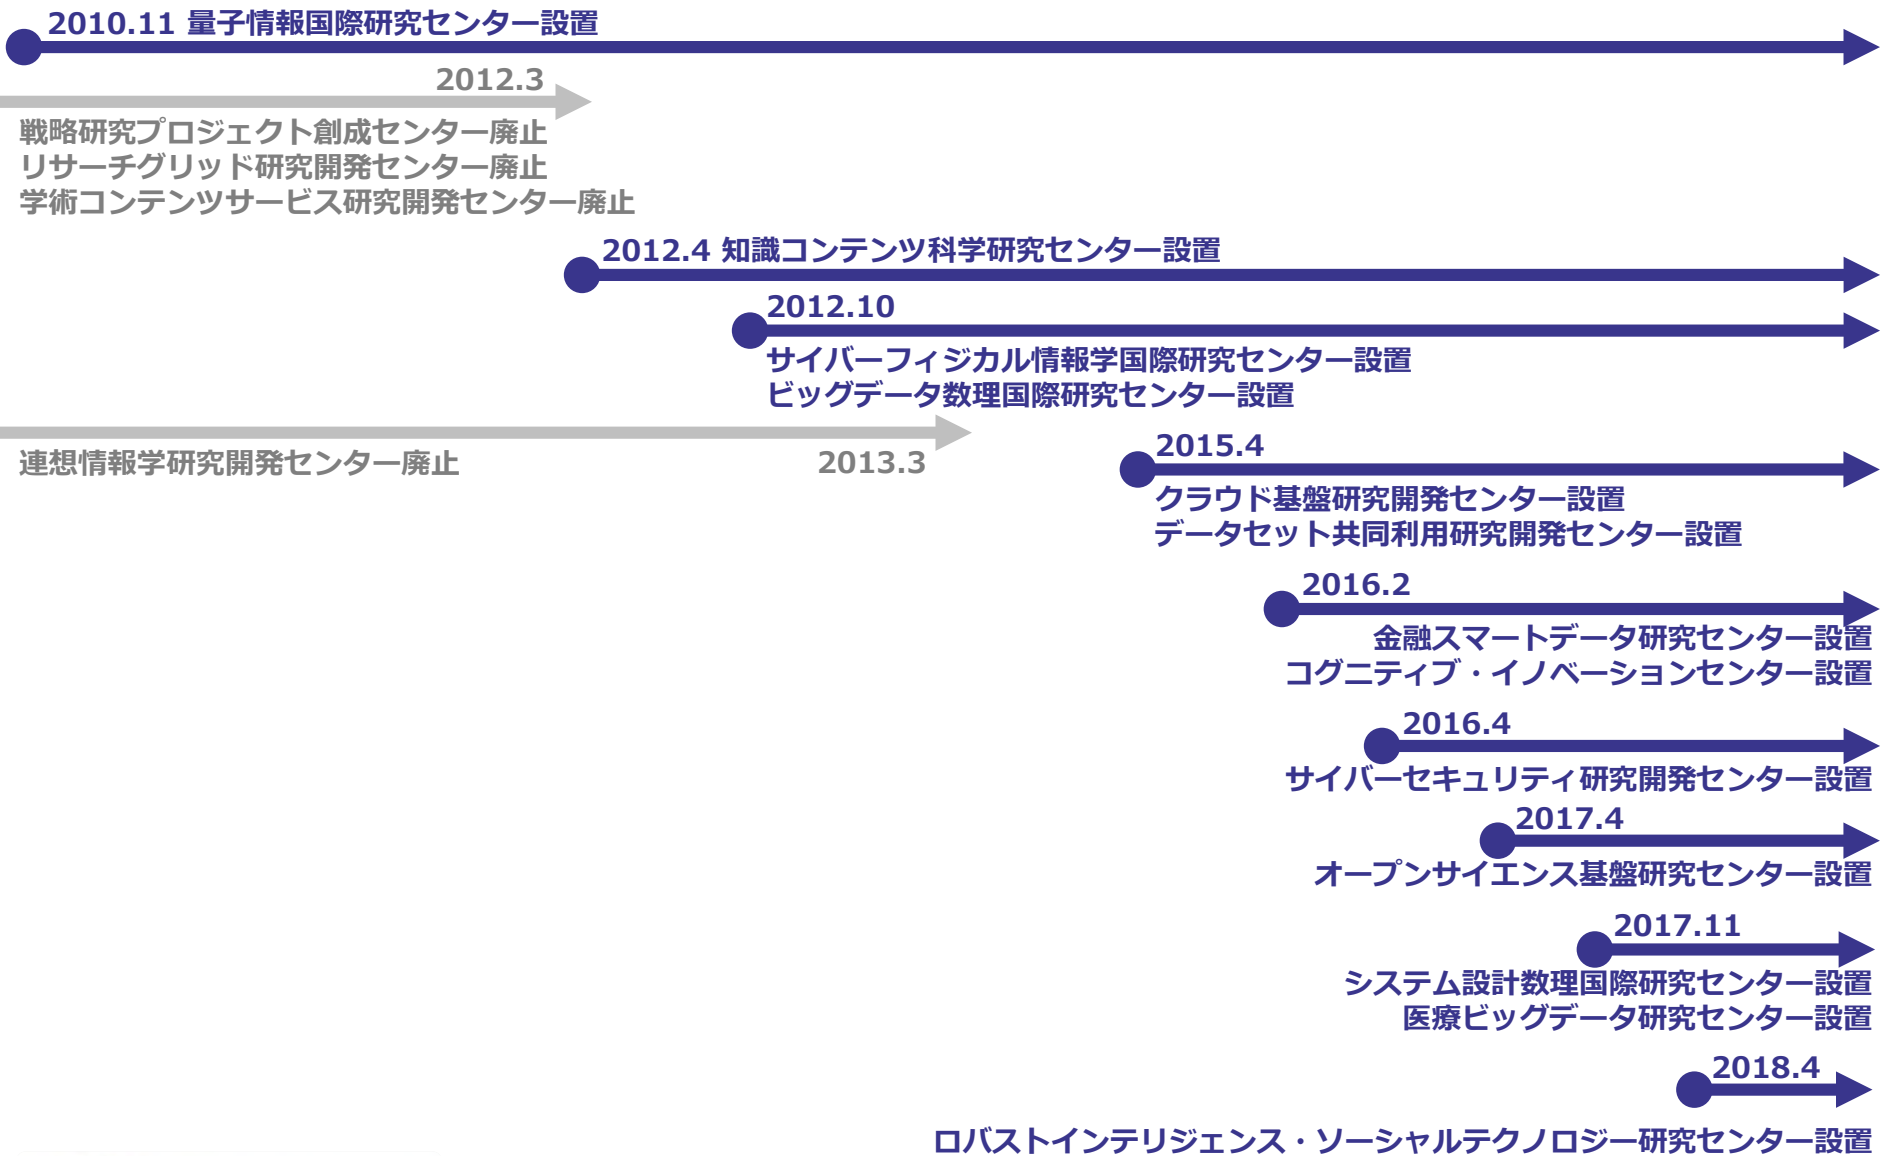 2010.11 量子情報国際研究センター設置
2012.3
戦略研究プロジェクト創成センター廃止
リサーチグリッド研究開発センター廃止
学術コンテンツサービス研究開発センター廃止
2012.4 知識コンテンツ科学研究センター設置
2012.10
サイバーフィジカル情報学国際研究センター設置
ビッグデータ数理国際研究センター設置
連想情報学研究開発センター廃止
2013.3
2015.4
クラウド基盤研究開発センター設置
データセット共同利用研究開発センター設置
2016.2
金融スマートデータ研究センター設置
コグニティブ・イノベーションセンター設置
2016.4
サイバーセキュリティ研究開発センター設置
2017.4
オープンサイエンス基盤研究センター設置
2017.11
システム設計数理国際研究センター設置
医療ビッグデータ研究センター設置
2018.4
ロバストインテリジェンス・ソーシャルテクノロジー研究センター設置